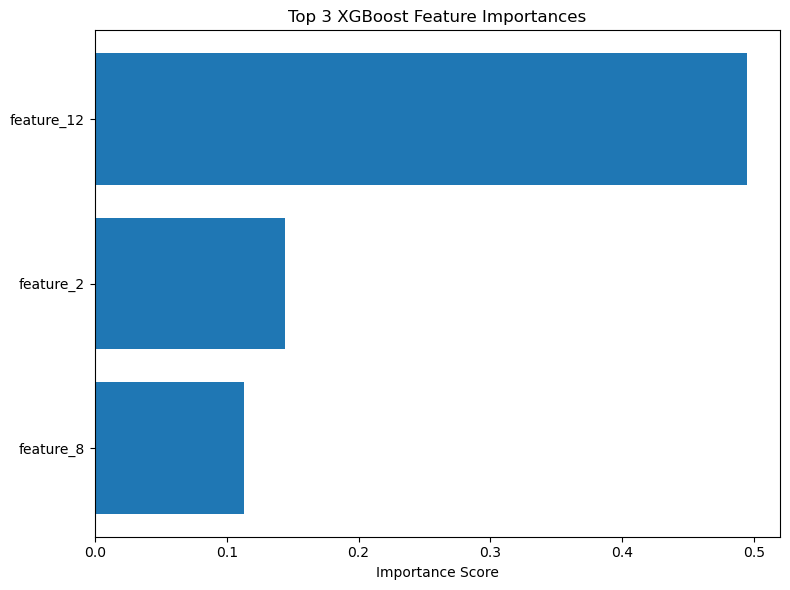 Top 3 XGBoost Feature Importances
feature_12
feature_2
feature_8
0.0 0.1 0.2 0.3 0.4 0.5
Importance Score